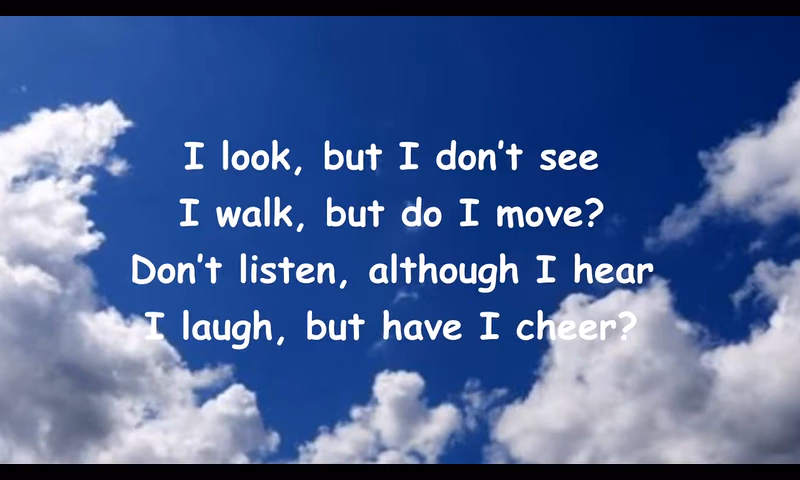 I look, but I don't see
I walk, but do I move?
Don't listen, although I hear
I laugh, but have I cheer?